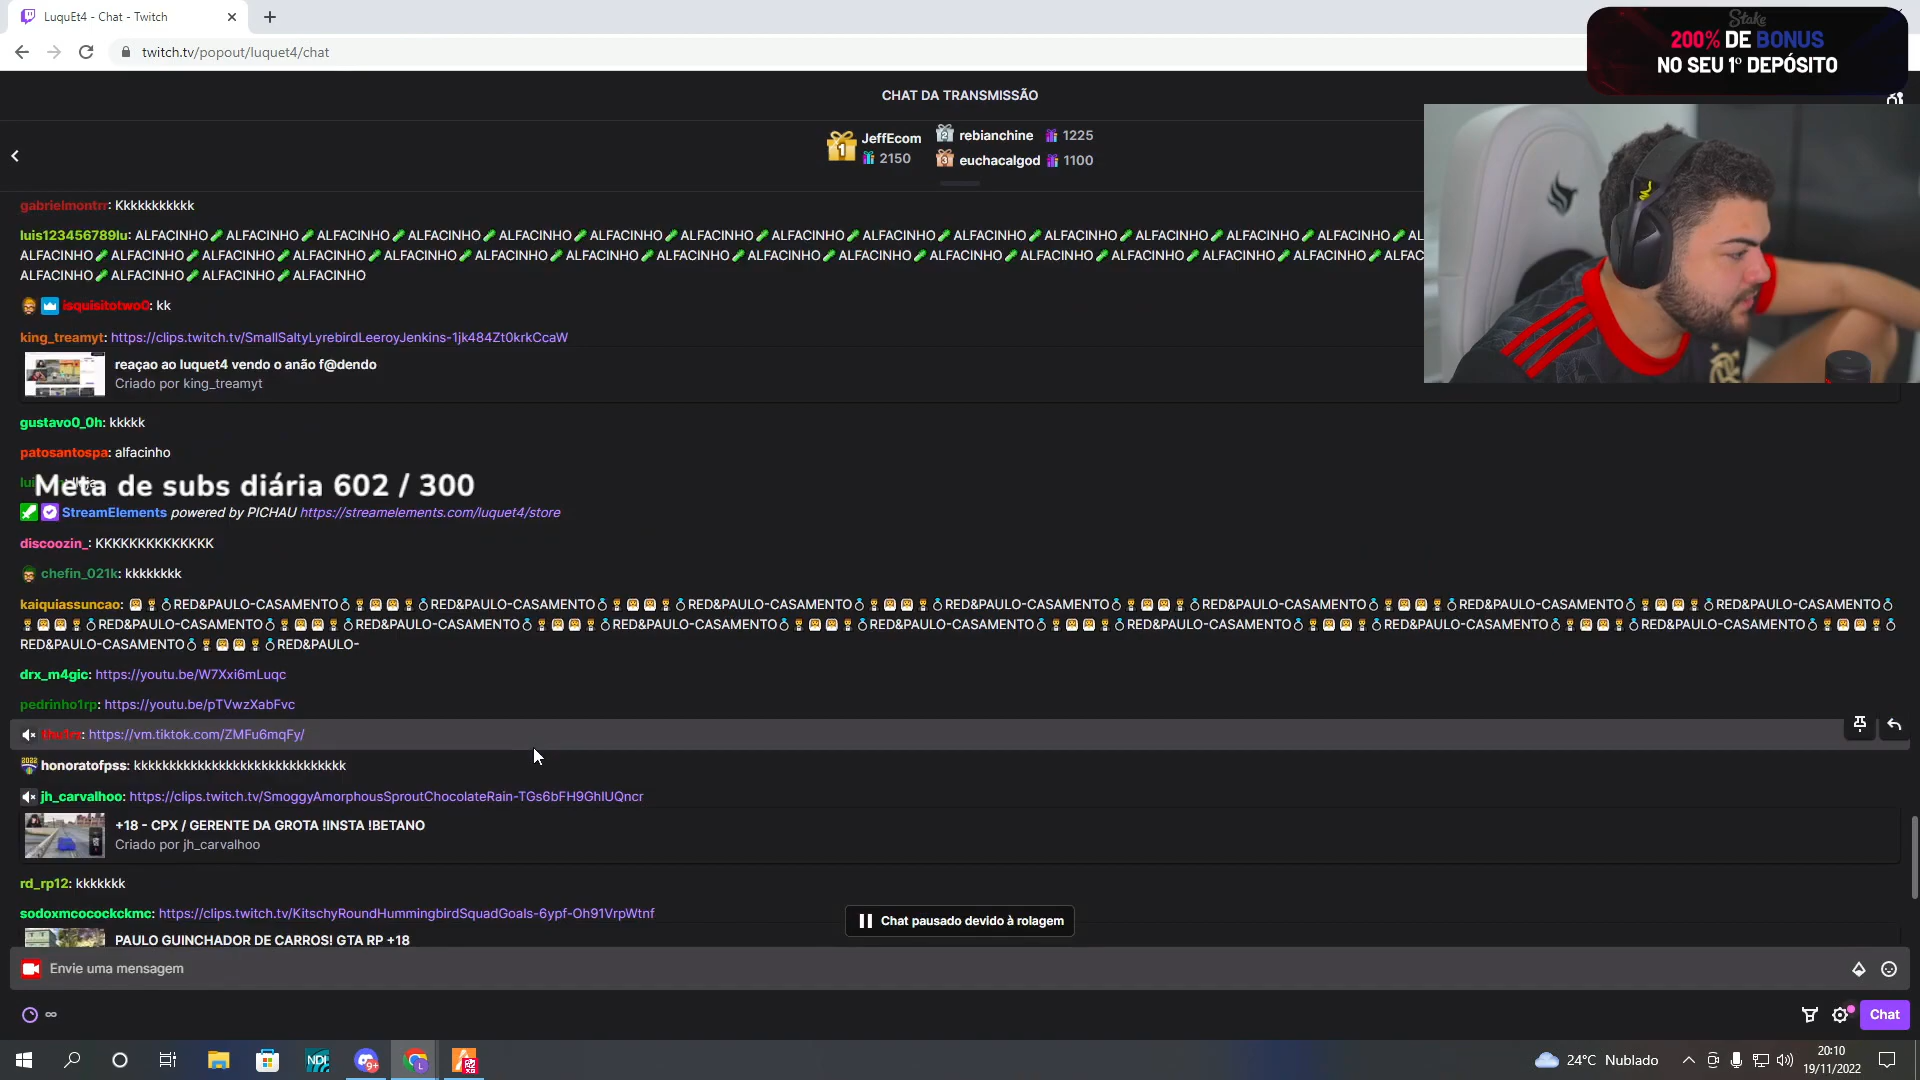 LuquEt4 - Chat - Twitch
twitch.tv/popout/luquet4/chat
Stake
200% DE BONUS
NO SEU 1º DEPÓSITO
CHAT DA TRANSMISSÃO
1 JeffEcom 2150
2 rebianchine 1225
3 euchacalgod 1100
gabrielmontrr: Kkkkkkkkkkk
luis123456789lu: ALFACINHO ALFACINHO ALFACINHO ALFACINHO ALFACINHO ALFACINHO ALFACINHO ALFACINHO ALFACINHO ALFACINHO ALFACINHO ALFACINHO ALFACINHO ALFACINHO
ALFACINHO ALFACINHO ALFACINHO ALFACINHO ALFACINHO ALFACINHO ALFACINHO ALFACINHO ALFACINHO ALFACINHO ALFACINHO ALFACINHO ALFACINHO ALFACINHO ALFACINHO
ALFACINHO ALFACINHO ALFACINHO ALFACINHO
isquisitotwo0: kk
king_treamyt: https://clips.twitch.tv/SmallSaltyLyrebirdLeeroyJenkins-1jk484Zt0krkCcaW
reaçao ao luquet4 vendo o anão f@dendo
Criado por king_treamyt
gustavo0_0h: kkkkk
patosantospa: alfacinho
Meta de subs diária 602 / 300
StreamElements powered by PICHAU https://streamelements.com/luquet4/store
discoozin_: KKKKKKKKKKKKKK
chefin_021k: kkkkkkkk
kaiquiassuncao: RED&PAULO-CASAMENTO RED&PAULO-CASAMENTO RED&PAULO-CASAMENTO RED&PAULO-CASAMENTO RED&PAULO-CASAMENTO RED&PAULO-CASAMENTO RED&PAULO-CASAMENTO
RED&PAULO-CASAMENTO RED&PAULO-CASAMENTO RED&PAULO-CASAMENTO RED&PAULO-CASAMENTO RED&PAULO-CASAMENTO RED&PAULO-CASAMENTO RED&PAULO-CASAMENTO
RED&PAULO-CASAMENTO RED&PAULO-
drx_m4gic: https://youtu.be/W7Xxi6mLuqc
pedrinho1rp: https://youtu.be/pTVwzXabFvc
https://vm.tiktok.com/ZMFu6mqFy/
honoratofpss: kkkkkkkkkkkkkkkkkkkkkkkkkkkkkk
jh_carvalhoo: https://clips.twitch.tv/SmoggyAmorphousSproutChocolateRain-TGs6bFH9GhIUQncr
+18 - CPX / GERENTE DA GROTA !INSTA !BETANO
Criado por jh_carvalhoo
rd_rp12: kkkkkkk
sodoxmcocockckmc: https://clips.twitch.tv/KitschyRoundHummingbirdSquadGoals-6ypf-Oh91VrpWtnf
PAULO GUINCHADOR DE CARROS! GTA RP +18
Chat pausado devido à rolagem
Envie uma mensagem
∞
Chat
NDI
9+
L
24°C Nublado
20:10
19/11/2022